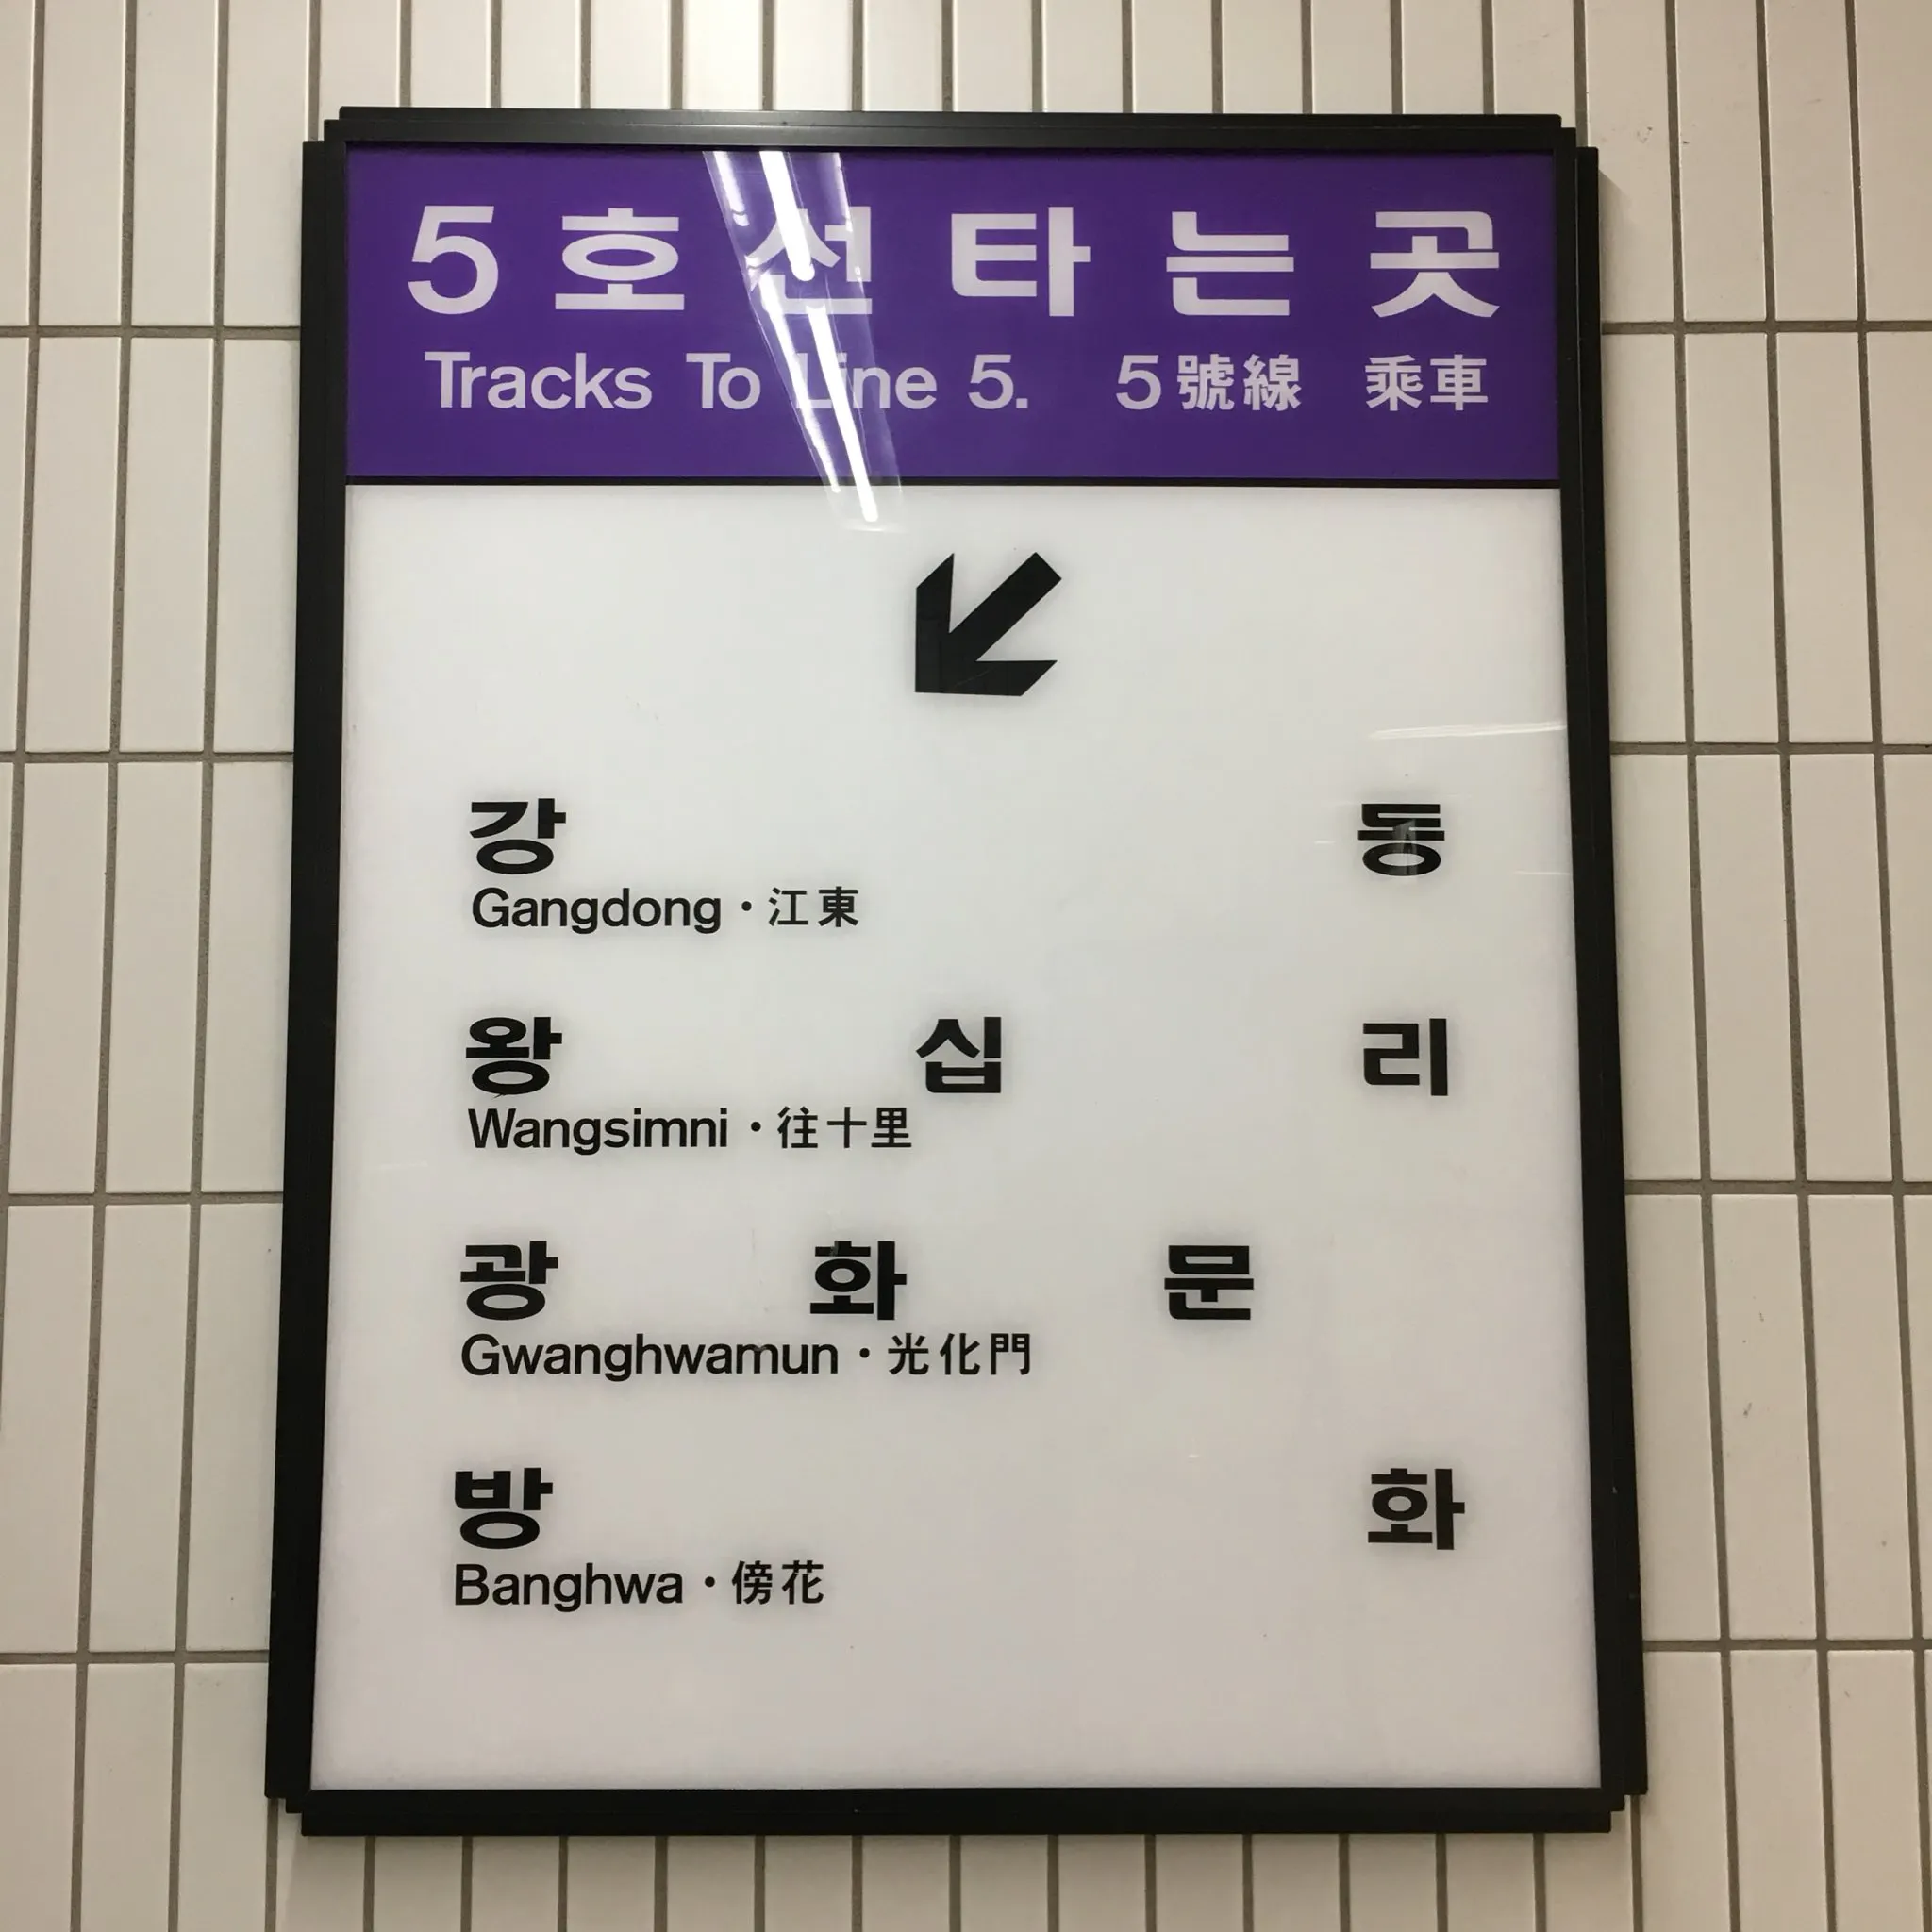 5호선 타는 곳
Tracks To Line 5. 5號線 乘車
강동
Gangdong・江東
왕십리
Wangsimni・往十里
광화문
Gwanghwamun・光化門
방화
Banghwa・傍花